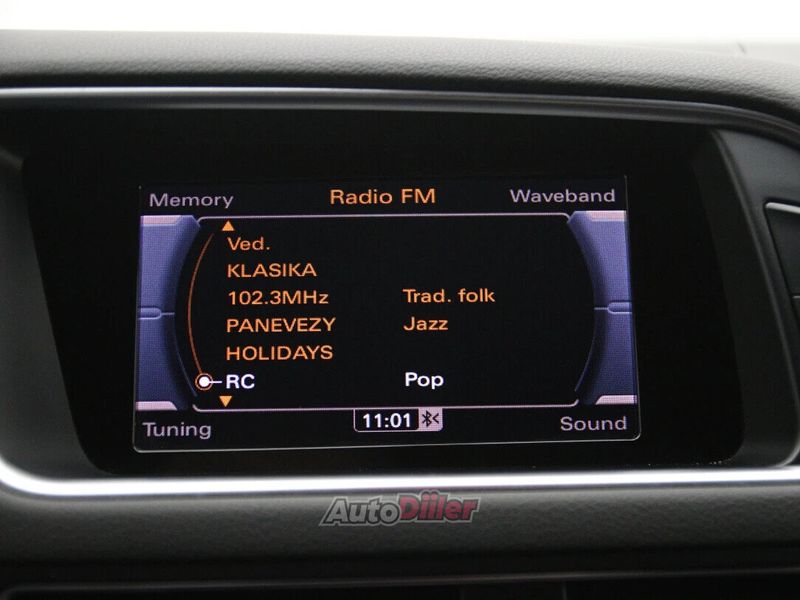 Memory Radio FM Waveband
Ved.
KLASIKA
102.3MHz Trad. folk
PANEVEZY Jazz
HOLIDAYS
RC Pop
11:01
Tuning Sound
AutoDiiler